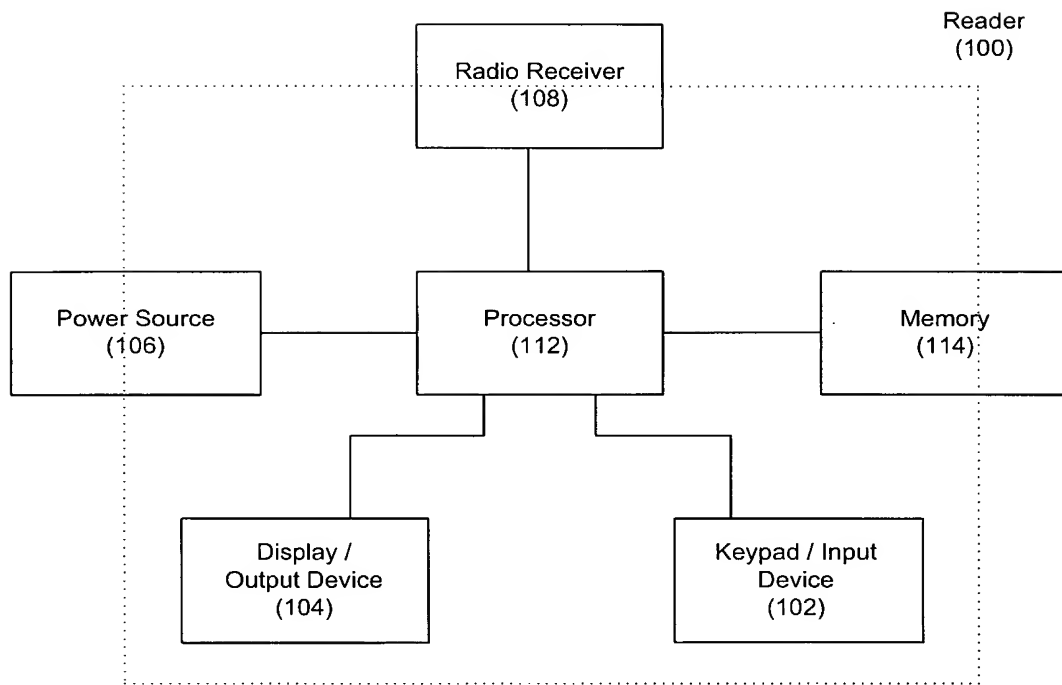 Reader
(100)
Radio Receiver
(108)
Power Source
(106)
Processor
(112)
Memory
(114)
Display /
Output Device
(104)
Keypad / Input
Device
(102)